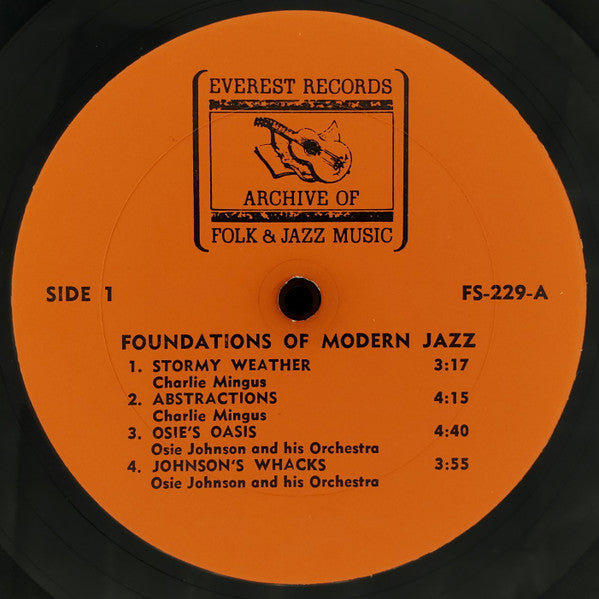 EVEREST RECORDS
ARCHIVE OF
FOLK & JAZZ MUSIC
SIDE 1 FS-229-A
FOUNDATIONS OF MODERN JAZZ
1. STORMY WEATHER 3:17
Charlie Mingus
2. ABSTRACTIONS 4:15
Charlie Mingus
3. OSIE'S OASIS 4:40
Osie Johnson and his Orchestra
4. JOHNSON'S WHACKS 3:55
Osie Johnson and his Orchestra